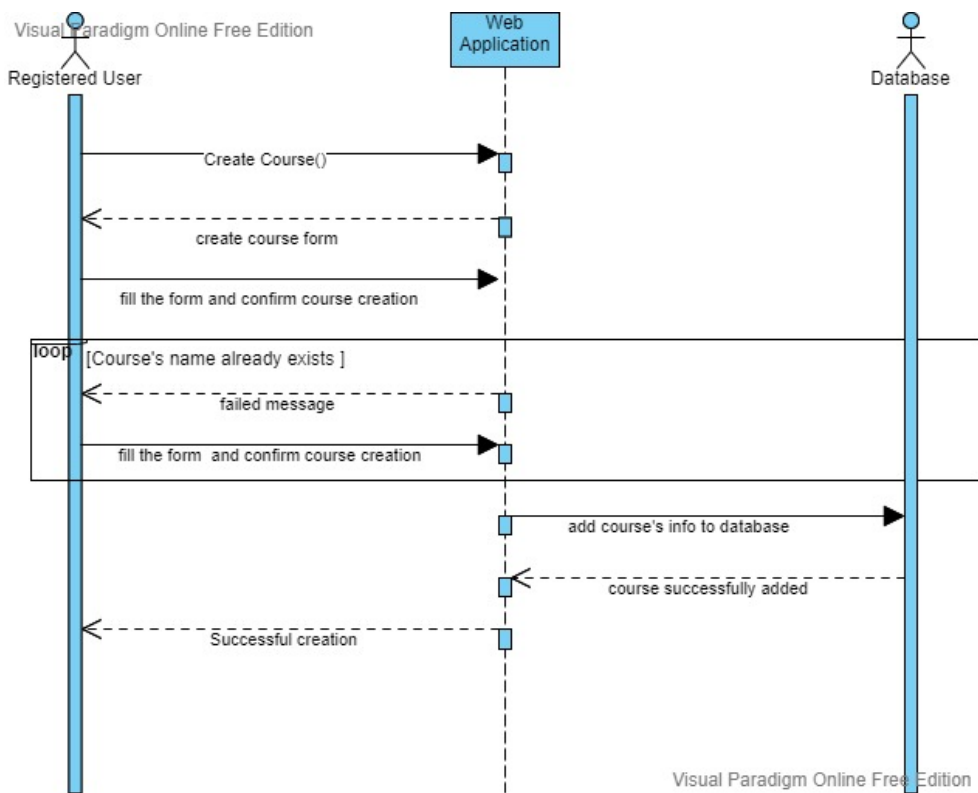 Visual Paradigm Online Free Edition
Web
Application
Registered User
Database
Create Course()
create course form
fill the form and confirm course creation
loop
[Course's name already exists ]
failed message
fill the form  and confirm course creation
add course's info to database
course successfully added
Successful creation
Visual Paradigm Online Free Edition